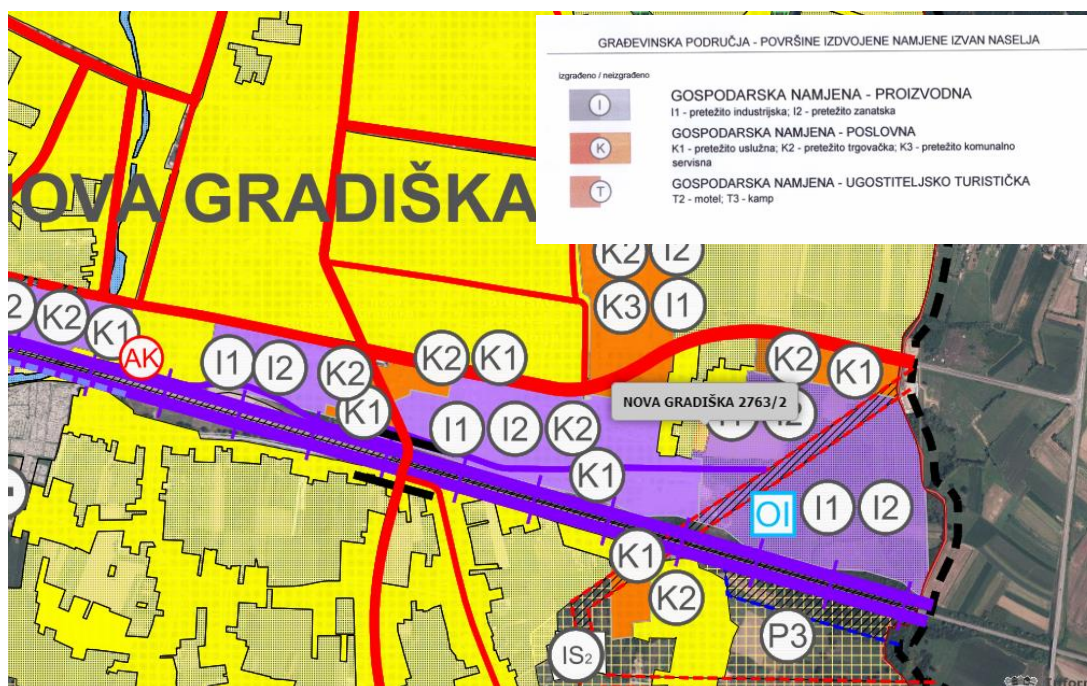 GRAĐEVINSKA PODRUČJA - POVRŠINE IZDVOJENE NAMJENE IZVAN NASELJA
izgrađeno / neizgrađeno
I
GOSPODARSKA NAMJENA - PROIZVODNA
I1 - pretežito industrijska; I2 - pretežito zanatska
K
GOSPODARSKA NAMJENA - POSLOVNA
K1 - pretežito uslužna; K2 - pretežito trgovačka; K3 - pretežito komunalno
servisna
T
GOSPODARSKA NAMJENA - UGOSTITELJSKO TURISTIČKA
T2 - motel; T3 - kamp
NOVA GRADIŠKA
K2 I2
K3 I1
2 K2 K1
AK
I1 I2 K2
K1
K2 K1
K2 K1
NOVA GRADIŠKA 2763/2
I1 I2 K2
K1
OI I1 I2
K1
K2
P3
IS2